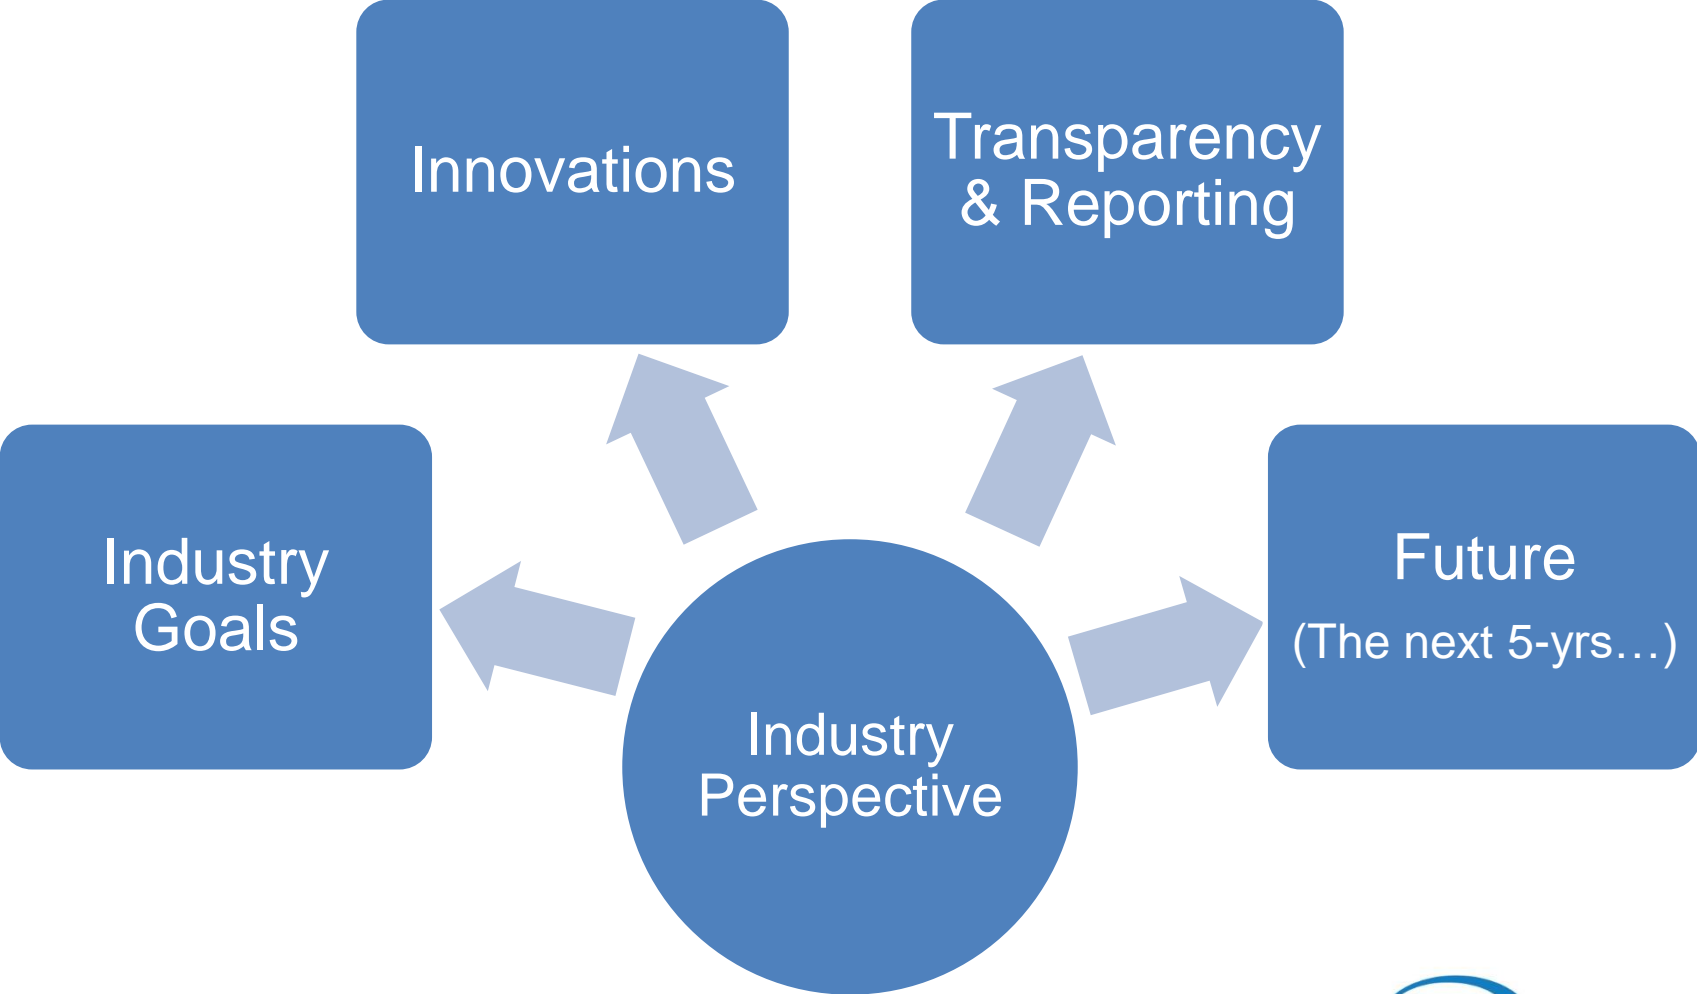 Innovations
Transparency
& Reporting
Industry
Goals
Future
(The next 5-yrs…)
Industry
Perspective